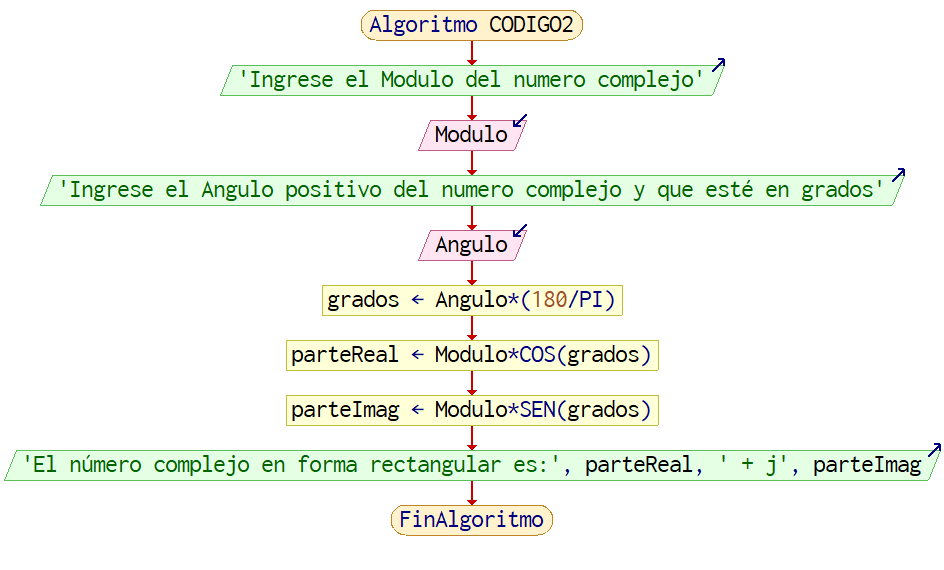 Algoritmo CODIGO2
'Ingrese el Modulo del numero complejo'
Modulo
'Ingrese el Angulo positivo del numero complejo y que esté en grados'
Angulo
grados ← Angulo*(180/PI)
parteReal ← Modulo*COS(grados)
parteImag ← Modulo*SEN(grados)
'El número complejo en forma rectangular es:', parteReal, ' + j', parteImag
FinAlgoritmo